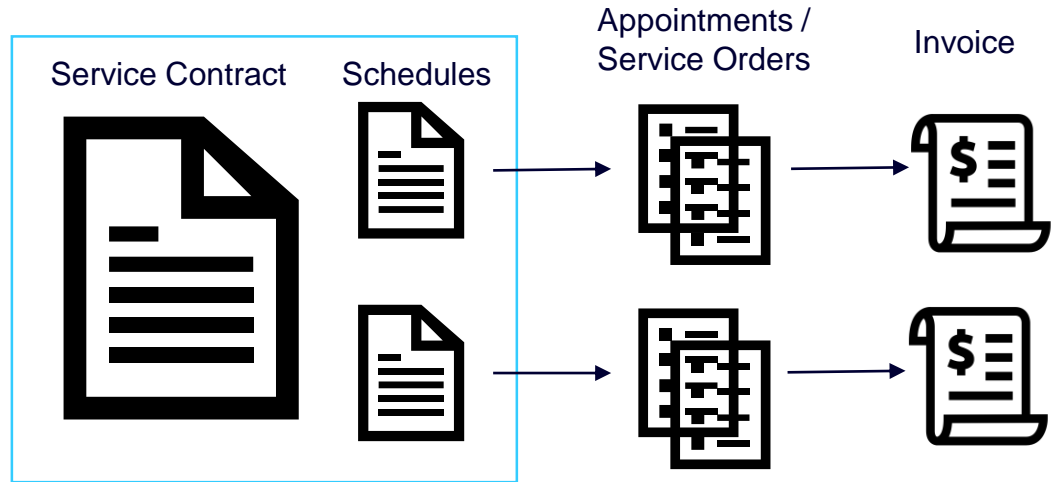 Service Contract
Schedules
Appointments /
Service Orders
Invoice
$
$